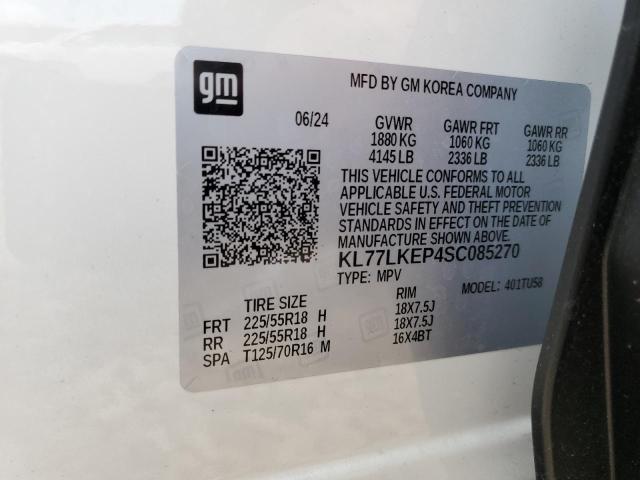 gm
MFD BY GM KOREA COMPANY
06/24 GVWR GAWR FRT GAWR RR
1880 KG 1060 KG 1060 KG
4145 LB 2336 LB 2336 LB
THIS VEHICLE CONFORMS TO ALL
APPLICABLE U.S. FEDERAL MOTOR
VEHICLE SAFETY AND THEFT PREVENTION
STANDARDS IN EFFECT ON THE DATE OF
MANUFACTURE SHOWN ABOVE.
KL77LKEP4SC085270
TYPE: MPV MODEL: 401TU58
TIRE SIZE RIM
FRT 225/55R18 H 18X7.5J
RR 225/55R18 H 18X7.5J
SPA T125/70R16 M 16X4BT